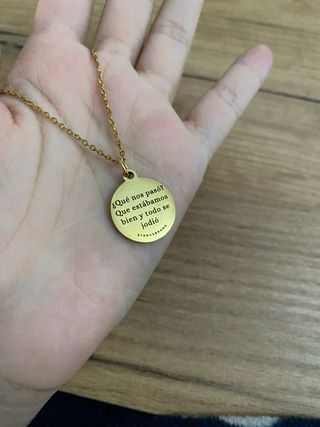 ¿Qué nos pasó?
Que estábamos
bien y todo se
jodió